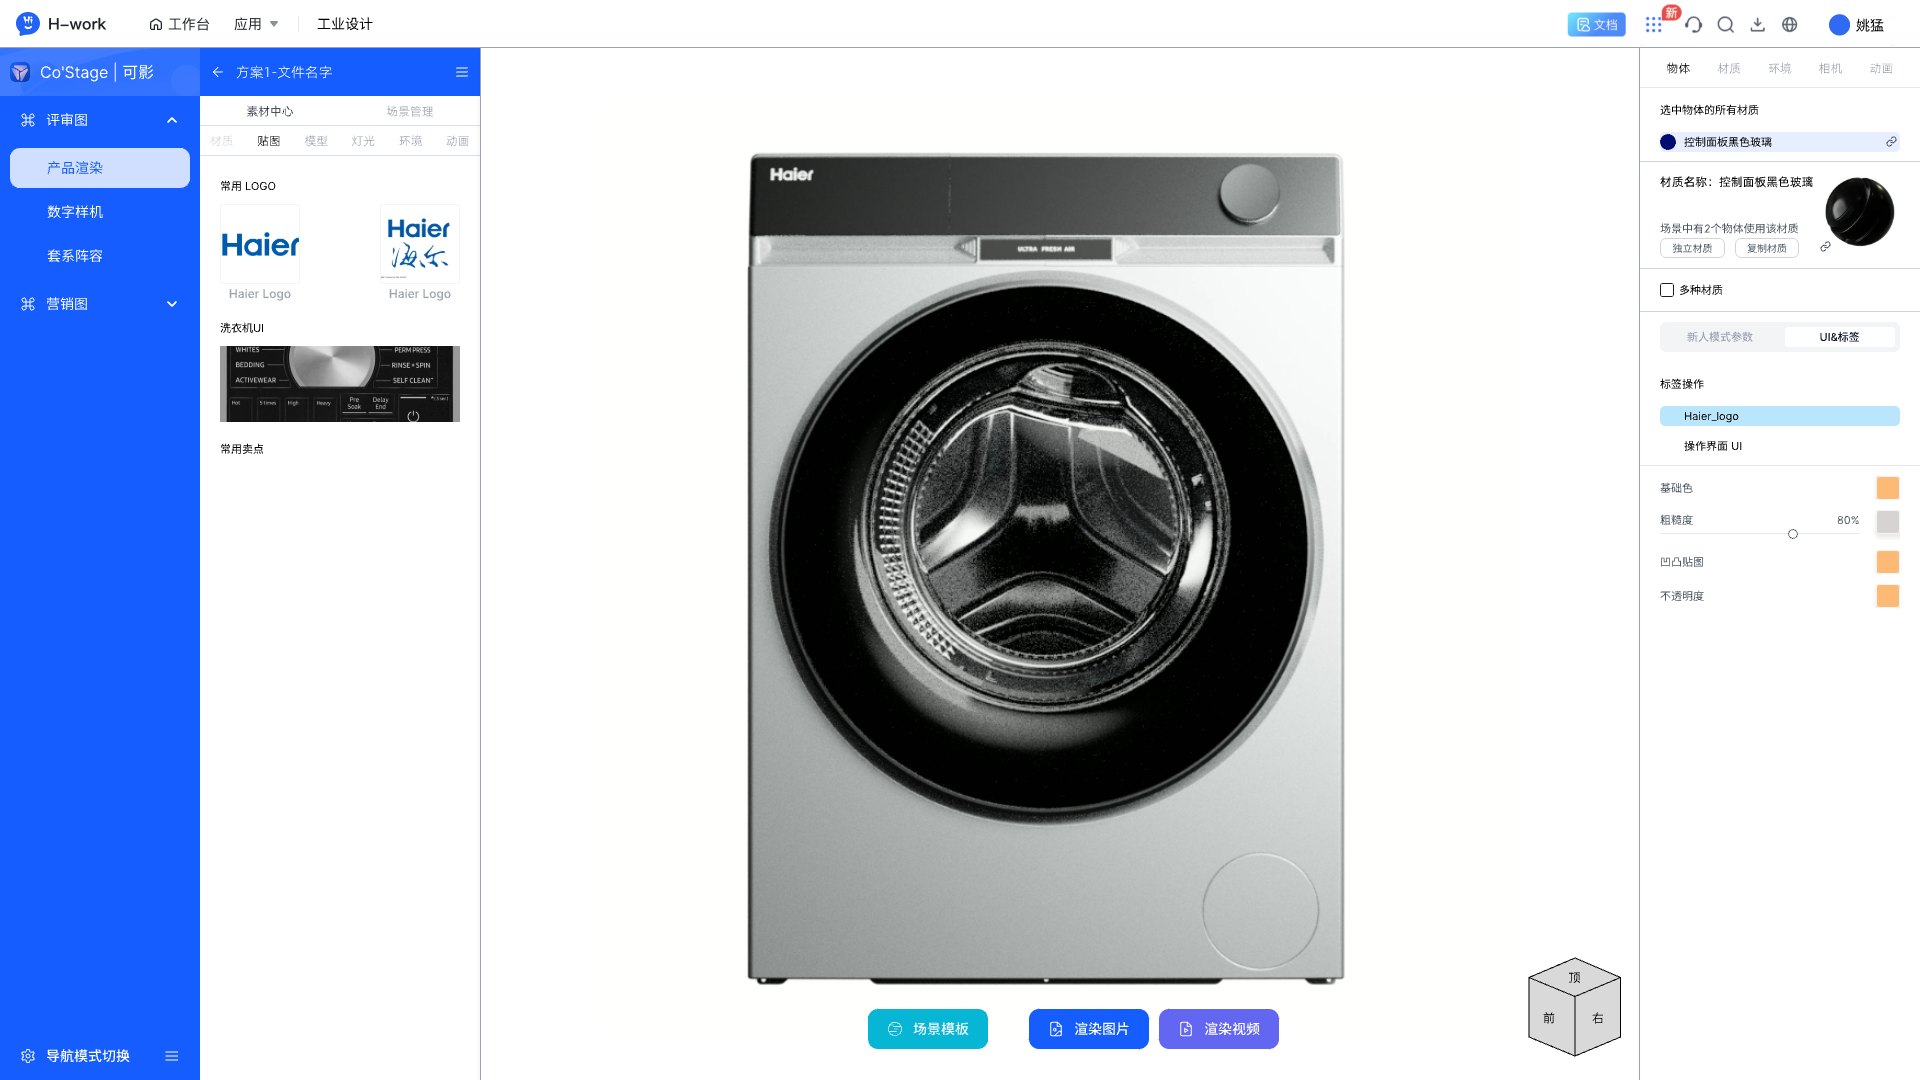 H-work
工作台
应用
工业设计
文档
新
姚猛
Co'Stage | 可影
评审图
产品渲染
数字样机
套系阵容
营销图
导航模式切换
方案1-文件名字
素材中心
场景管理
材质
贴图
模型
灯光
环境
动画
常用 LOGO
Haier
Haier
海尔
Haier Logo
Haier Logo
洗衣机UI
WHITES
PERM PRESS
BEDDING
RINSE+SPIN
ACTIVEWEAR
SELF CLEAN
Hot
5 times
High
Heavy
Pre Soak
Delay End
常用卖点
Haier
ULTRA FRESH AIR
场景模板
渲染图片
渲染视频
顶
前
右
物体
材质
环境
相机
动画
选中物体的所有材质
控制面板黑色玻璃
材质名称：控制面板黑色玻璃
场景中有2个物体使用该材质
独立材质
复制材质
多种材质
新人模式参数
UI&标签
标签操作
Haier_logo
操作界面 UI
基础色
粗糙度
80%
凹凸贴图
不透明度